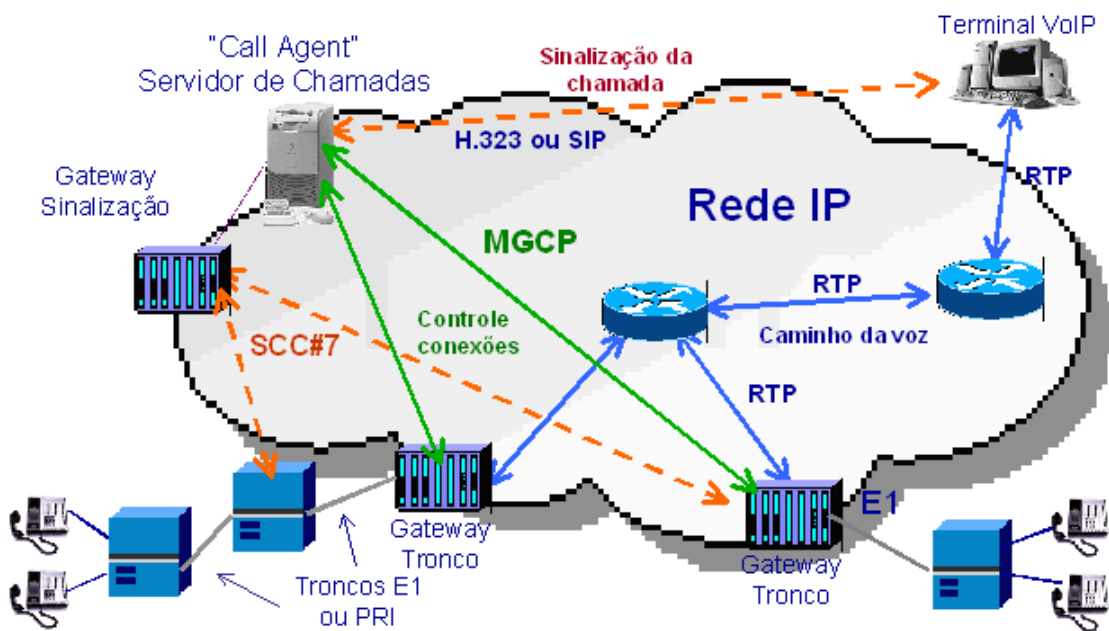 Terminal VoIP
"Call Agent"
Servidor de Chamadas
Sinalização da
chamada
H.323 ou SIP
Gateway
Sinalização
RTP
Rede IP
MGCP
RTP
Controle
conexões
SCC#7
Caminho da voz
RTP
E1
Gateway
Tronco
Gateway
Tronco
Troncos E1
ou PRI